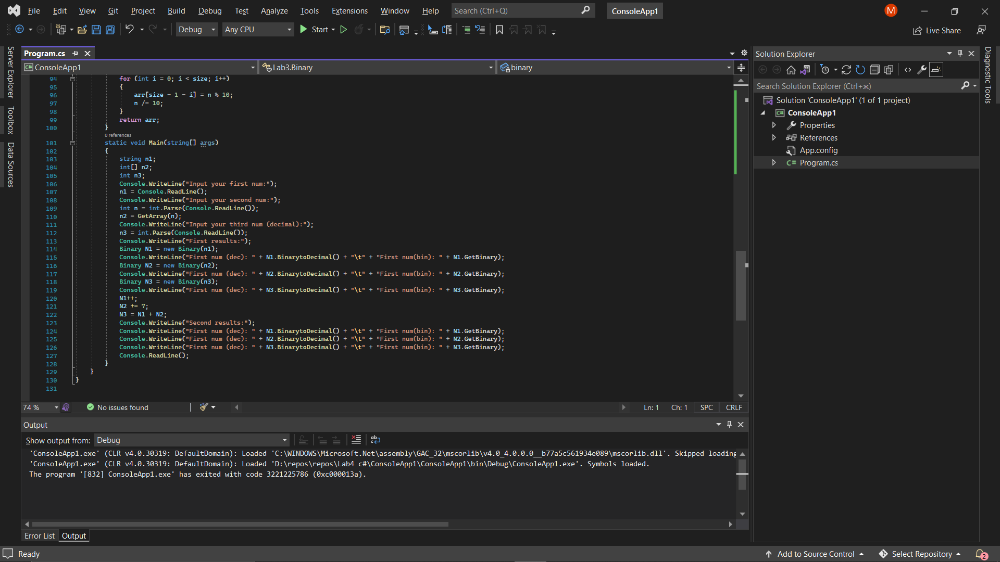 File Edit View Git Project Build Debug Test Analyze Tools Extensions Window Help Search (Ctrl+Q) ConsoleApp1 M
Debug Any CPU Start Live Share
Server Explorer
Toolbox
Data Sources
Program.cs
ConsoleApp1 Lab3.Binary binary
94 for (int i = 0; i < size; i++)
95 {
96 arr[size - 1 - i] = n % 10;
97 n /= 10;
98 }
99 return arr;
100 }
0 references
101 static void Main(string[] args)
102 {
103 string n1;
104 int[] n2;
105 int n3;
106 Console.WriteLine("Input your first num:");
107 n1 = Console.ReadLine();
108 Console.WriteLine("Input your second num:");
109 int n = int.Parse(Console.ReadLine());
110 n2 = GetArray(n);
111 Console.WriteLine("Input your third num (decimal):");
112 n3 = int.Parse(Console.ReadLine());
113 Console.WriteLine("First results:");
114 Binary N1 = new Binary(n1);
115 Console.WriteLine("First num (dec): " + N1.BinarytoDecimal() + "\t" + "First num(bin): " + N1.GetBinary);
116 Binary N2 = new Binary(n2);
117 Console.WriteLine("First num (dec): " + N2.BinarytoDecimal() + "\t" + "First num(bin): " + N2.GetBinary);
118 Binary N3 = new Binary(n3);
119 Console.WriteLine("First num (dec): " + N3.BinarytoDecimal() + "\t" + "First num(bin): " + N3.GetBinary);
120 N1++;
121 N2 += 7;
122 N3 = N1 + N2;
123 Console.WriteLine("Second results:");
124 Console.WriteLine("First num (dec): " + N1.BinarytoDecimal() + "\t" + "First num(bin): " + N1.GetBinary);
125 Console.WriteLine("First num (dec): " + N2.BinarytoDecimal() + "\t" + "First num(bin): " + N2.GetBinary);
126 Console.WriteLine("First num (dec): " + N3.BinarytoDecimal() + "\t" + "First num(bin): " + N3.GetBinary);
127 Console.ReadLine();
128 }
129 }
130 }
131
74 % No issues found Ln: 1 Ch: 1 SPC CRLF
Output
Show output from: Debug
'ConsoleApp1.exe' (CLR v4.0.30319: DefaultDomain): Loaded 'C:\WINDOWS\Microsoft.Net\assembly\GAC_32\mscorlib\v4.0_4.0.0.0__b77a5c561934e089\mscorlib.dll'. Skipped loading
'ConsoleApp1.exe' (CLR v4.0.30319: DefaultDomain): Loaded 'D:\repos\repos\Lab4 c#\ConsoleApp1\ConsoleApp1\bin\Debug\ConsoleApp1.exe'. Symbols loaded.
The program '[832] ConsoleApp1.exe' has exited with code 3221225786 (0xc000013a).
Error List Output
Solution Explorer
Search Solution Explorer (Ctrl+ж)
Solution 'ConsoleApp1' (1 of 1 project)
C# ConsoleApp1
Properties
References
App.config
C# Program.cs
Diagnostic Tools
Ready Add to Source Control Select Repository 2